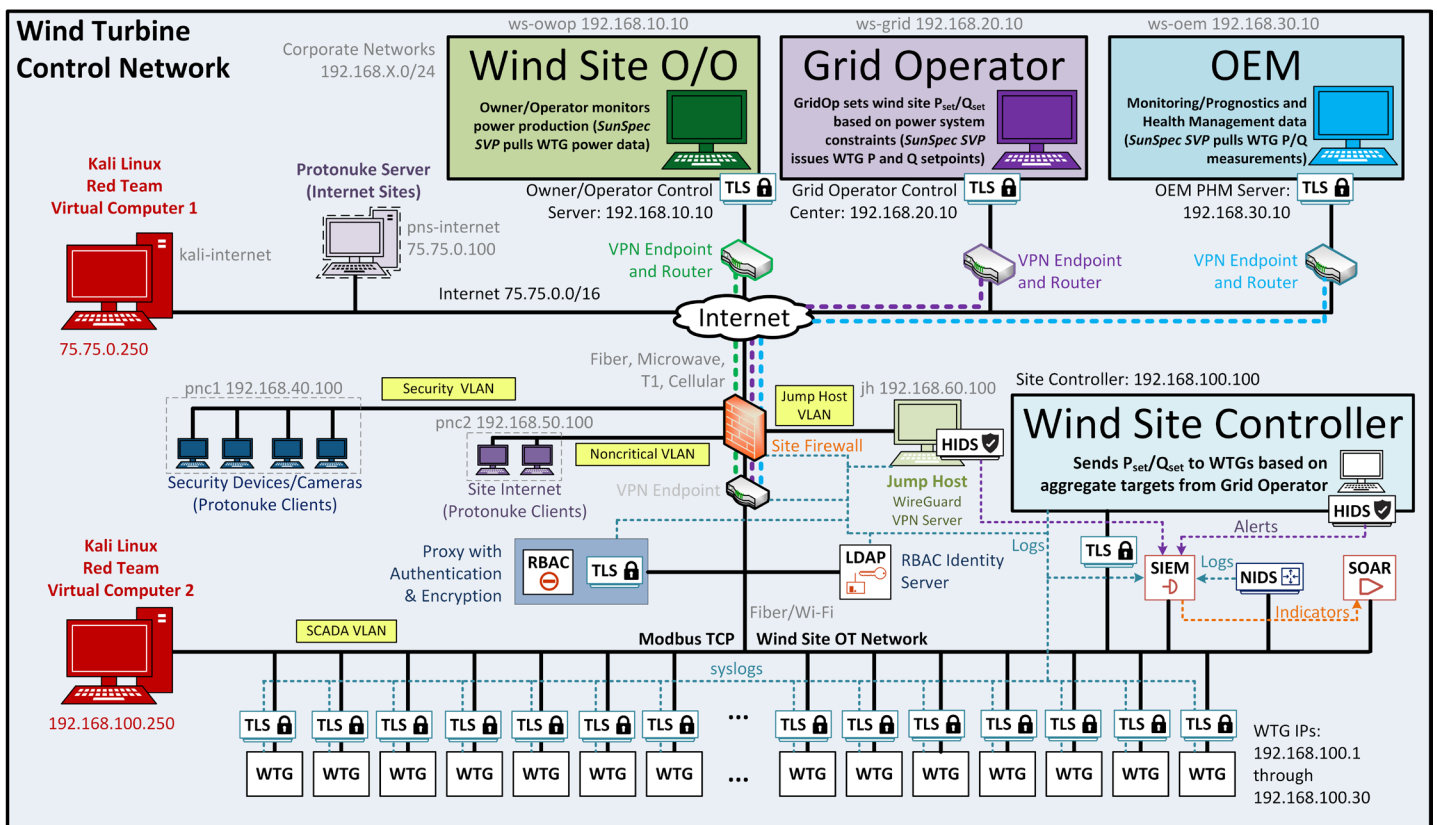 Wind Turbine
Control Network
Corporate Networks
192.168.X.0/24
ws-owop 192.168.10.10
Wind Site O/O
Owner/Operator monitors
power production (SunSpec
SVP pulls WTG power data)
TLS
Owner/Operator Control
Server: 192.168.10.10
VPN Endpoint
and Router
ws-grid 192.168.20.10
Grid Operator
GridOp sets wind site Pset/Qset
based on power system
constraints (SunSpec SVP
issues WTG P and Q setpoints)
TLS
Grid Operator Control
Center: 192.168.20.10
VPN Endpoint
and Router
ws-oem 192.168.30.10
OEM
Monitoring/Prognostics and
Health Management data
(SunSpec SVP pulls WTG P/Q
measurements)
TLS
OEM PHM Server:
192.168.30.10
VPN Endpoint
and Router
Kali Linux
Red Team
Virtual Computer 1
kali-internet
75.75.0.250
Protonuke Server
(Internet Sites)
pns-internet
75.75.0.100
Internet 75.75.0.0/16
Internet
Fiber, Microwave,
T1, Cellular
pnc1 192.168.40.100
Security VLAN
Security Devices/Cameras
(Protonuke Clients)
pnc2 192.168.50.100
Noncritical VLAN
Site Internet
(Protonuke Clients)
Site Firewall
VPN Endpoint
Jump Host
VLAN
jh 192.168.60.100
HIDS
Jump Host
WireGuard
VPN Server
Site Controller: 192.168.100.100
Wind Site Controller
Sends Pset/Qset to WTGs based on
aggregate targets from Grid Operator
HIDS
Alerts
TLS
Logs
SIEM
Logs
NIDS
SOAR
Indicators
Proxy with
Authentication
& Encryption
RBAC
TLS
LDAP
RBAC Identity
Server
Fiber/Wi-Fi
Kali Linux
Red Team
Virtual Computer 2
192.168.100.250
SCADA VLAN
Modbus TCP
Wind Site OT Network
syslogs
TLS TLS TLS TLS TLS TLS TLS ... TLS TLS TLS TLS TLS TLS TLS
WTG WTG WTG WTG WTG WTG WTG ... WTG WTG WTG WTG WTG WTG WTG
WTG IPs:
192.168.100.1
through
192.168.100.30